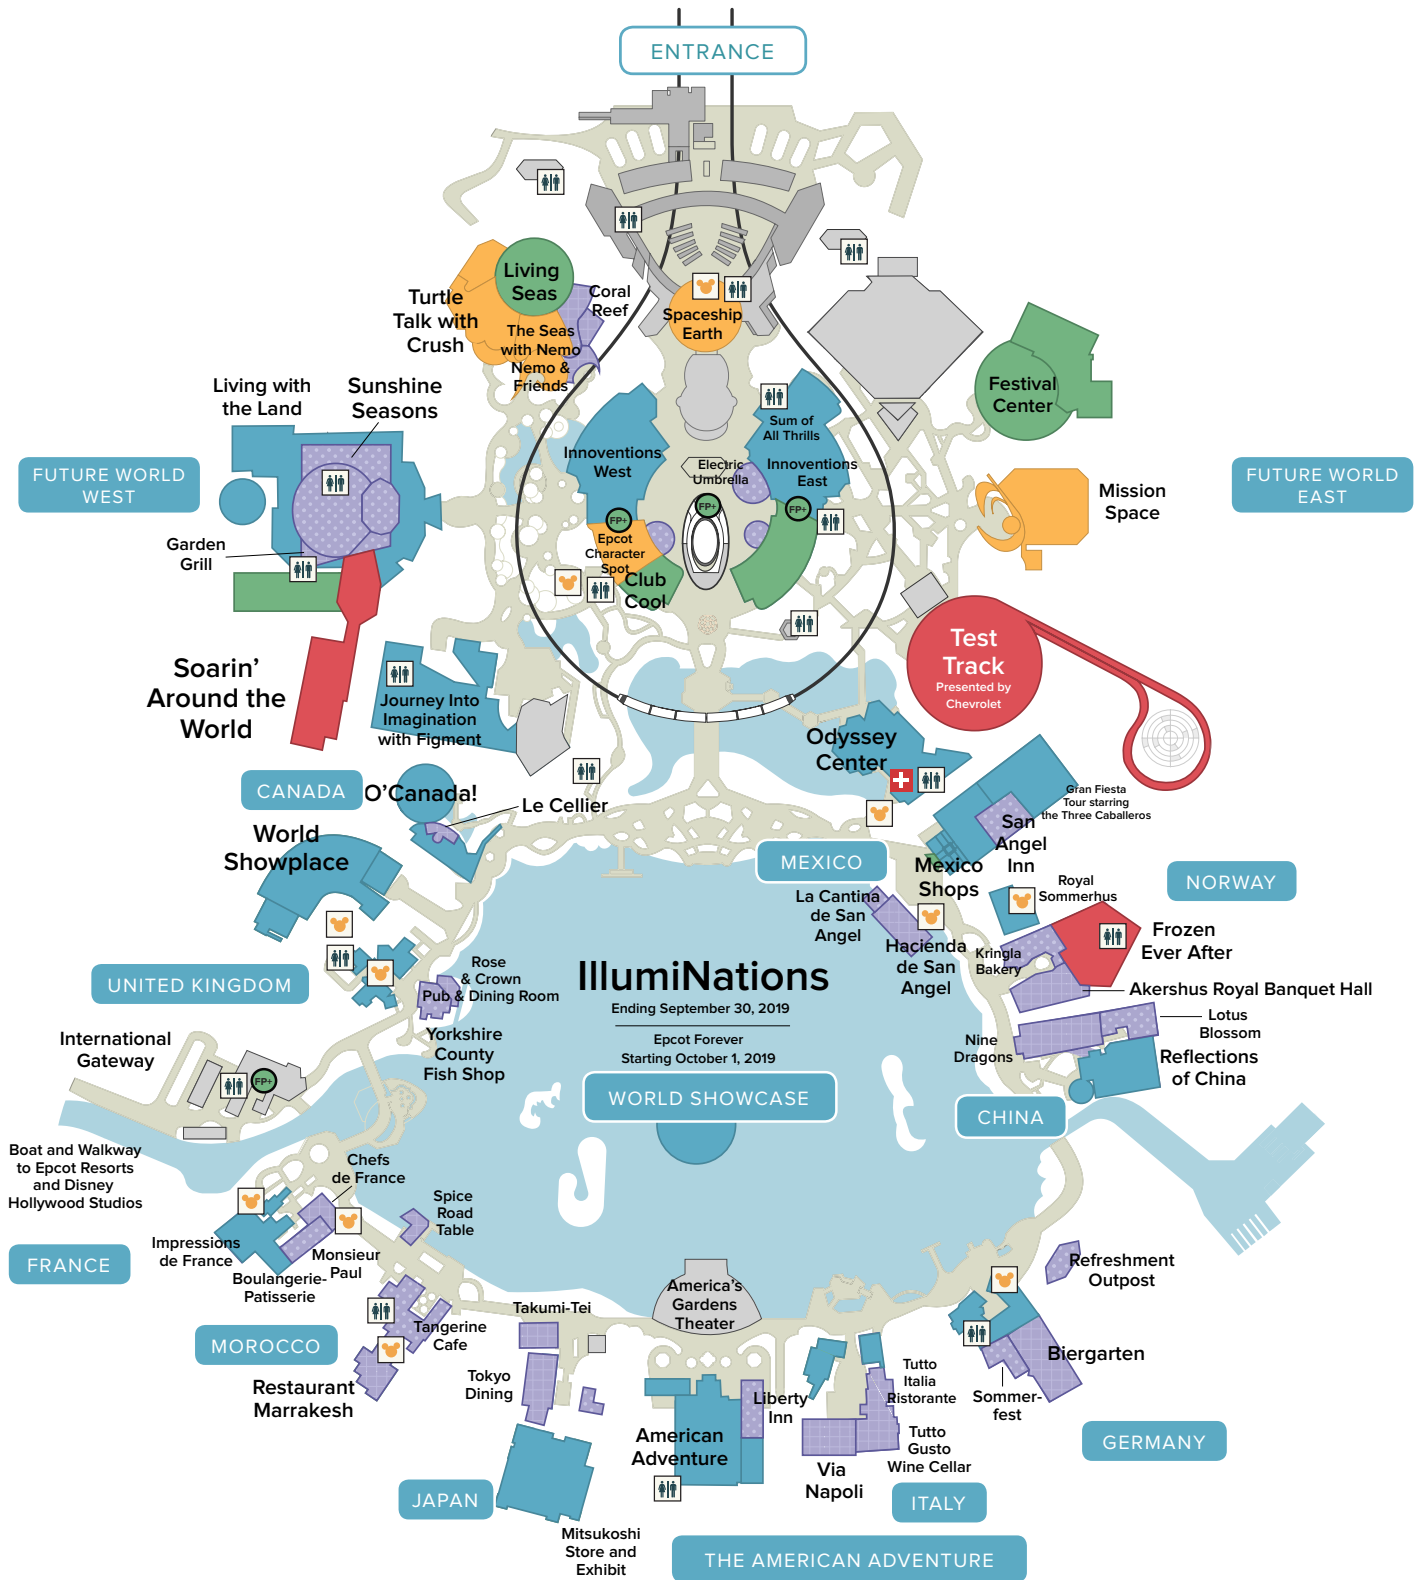 ENTRANCE
Living
Seas
Coral
Reef
Turtle
Talk with
Crush
The Seas
with Nemo
Nemo &
Friends
Spaceship
Earth
Living with
the Land
Sunshine
Seasons
Festival
Center
Sum of
All Thrills
Innoventions
West
Electric
Umbrella
Innoventions
East
FUTURE WORLD
WEST
FUTURE WORLD
EAST
Mission
Space
FP+
FP+
FP+
Garden
Grill
Epcot
Character
Spot
Club
Cool
Soarin’
Around the
World
Test
Track
Presented by
Chevrolet
Journey Into
Imagination
with Figment
Odyssey
Center
CANADA
O’Canada!
Le Cellier
Gran Fiesta
Tour starring
the Three Caballeros
San
Angel
Inn
World
Showplace
MEXICO
Mexico
Shops
NORWAY
Royal
Sommerhus
La Cantina
de San
Angel
Hacienda
de San
Angel
Kringla
Bakery
Frozen
Ever After
UNITED KINGDOM
Rose
& Crown
Pub & Dining Room
IllumiNations
Ending September 30, 2019
Epcot Forever
Starting October 1, 2019
Akershus Royal Banquet Hall
Lotus
Blossom
Nine
Dragons
Reflections
of China
Yorkshire
County
Fish Shop
International
Gateway
FP+
WORLD SHOWCASE
CHINA
Boat and Walkway
to Epcot Resorts
and Disney
Hollywood Studios
Chefs
de France
Spice
Road
Table
Impressions
de France
Monsieur
Paul
Boulangerie-
Patisserie
FRANCE
Refreshment
Outpost
America’s
Gardens
Theater
Takumi-Tei
MOROCCO
Tangerine
Cafe
Restaurant
Marrakesh
Tokyo
Dining
Biergarten
Sommer-
fest
Tutto
Italia
Ristorante
Liberty
Inn
American
Adventure
Tutto
Gusto
Wine Cellar
Via
Napoli
GERMANY
JAPAN
ITALY
Mitsukoshi
Store and
Exhibit
THE AMERICAN ADVENTURE